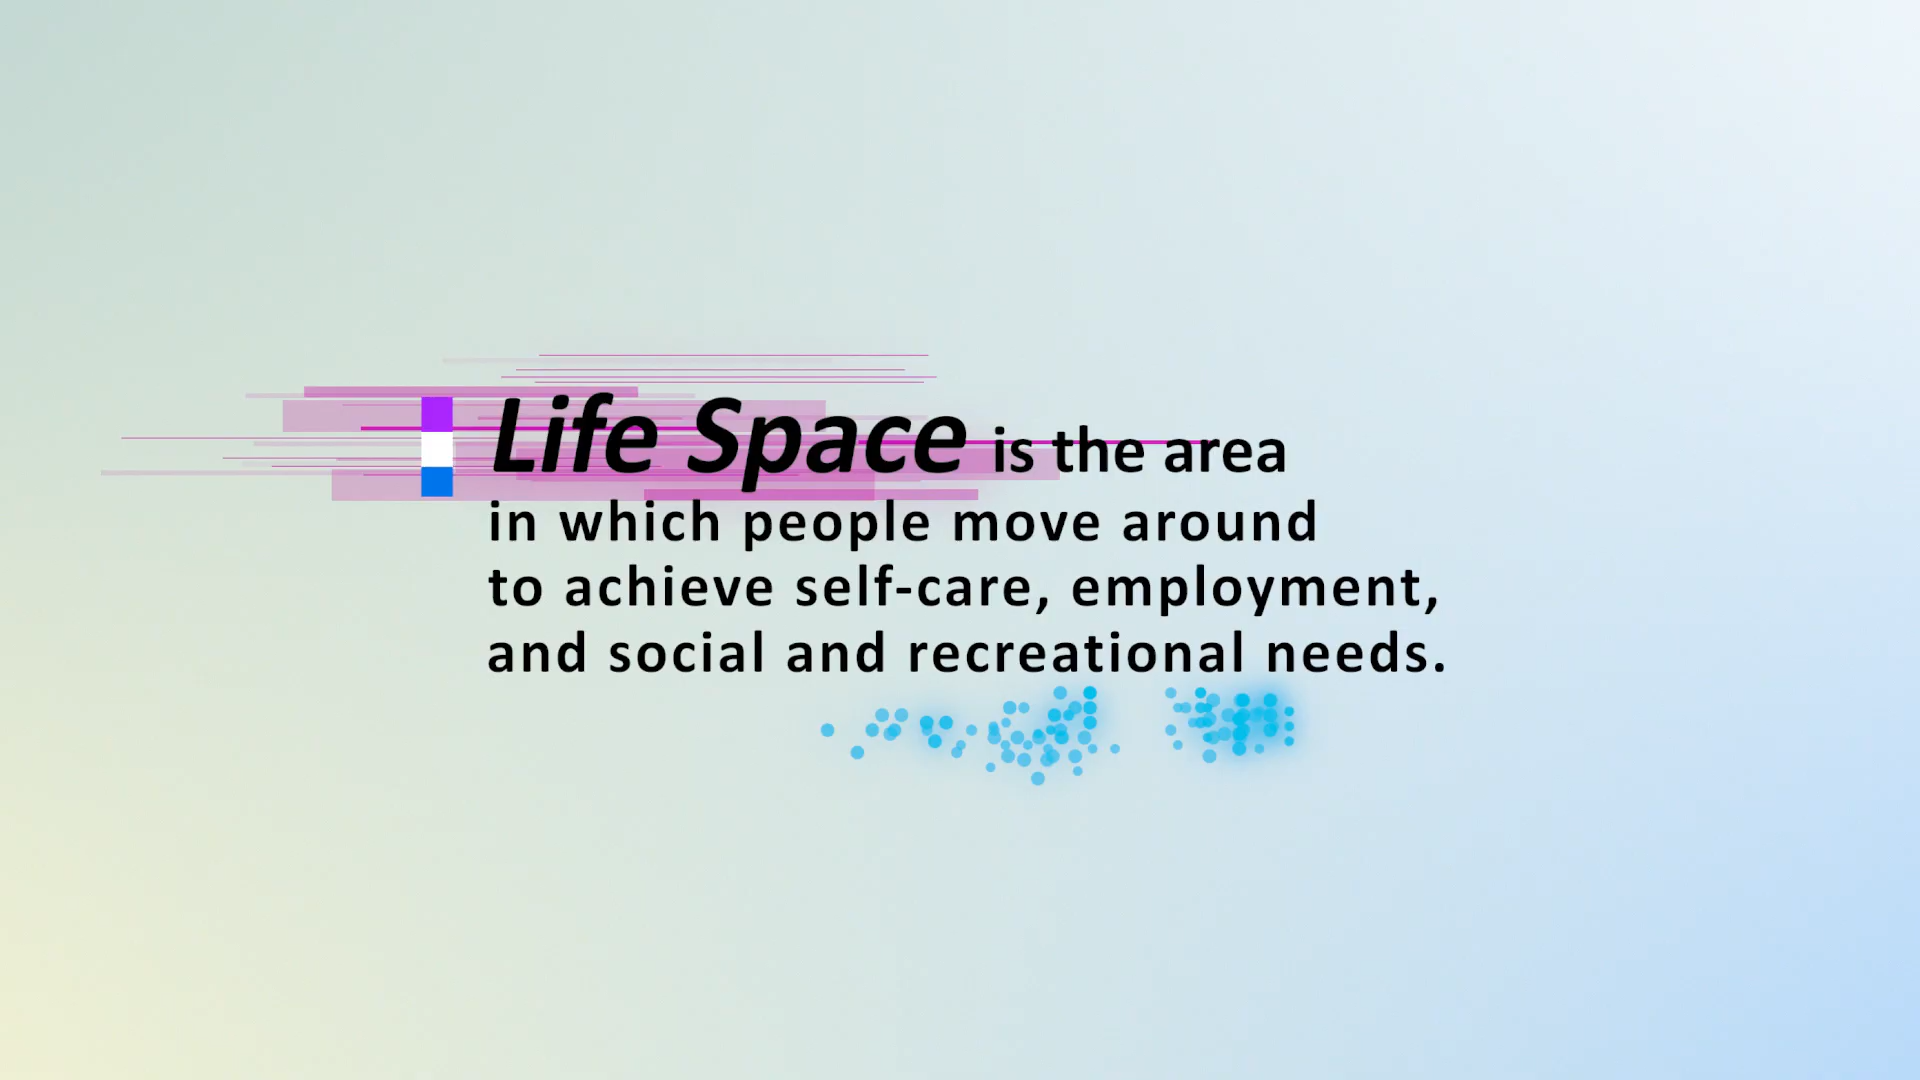 Life Space is the area
in which people move around
to achieve self-care, employment,
and social and recreational needs.